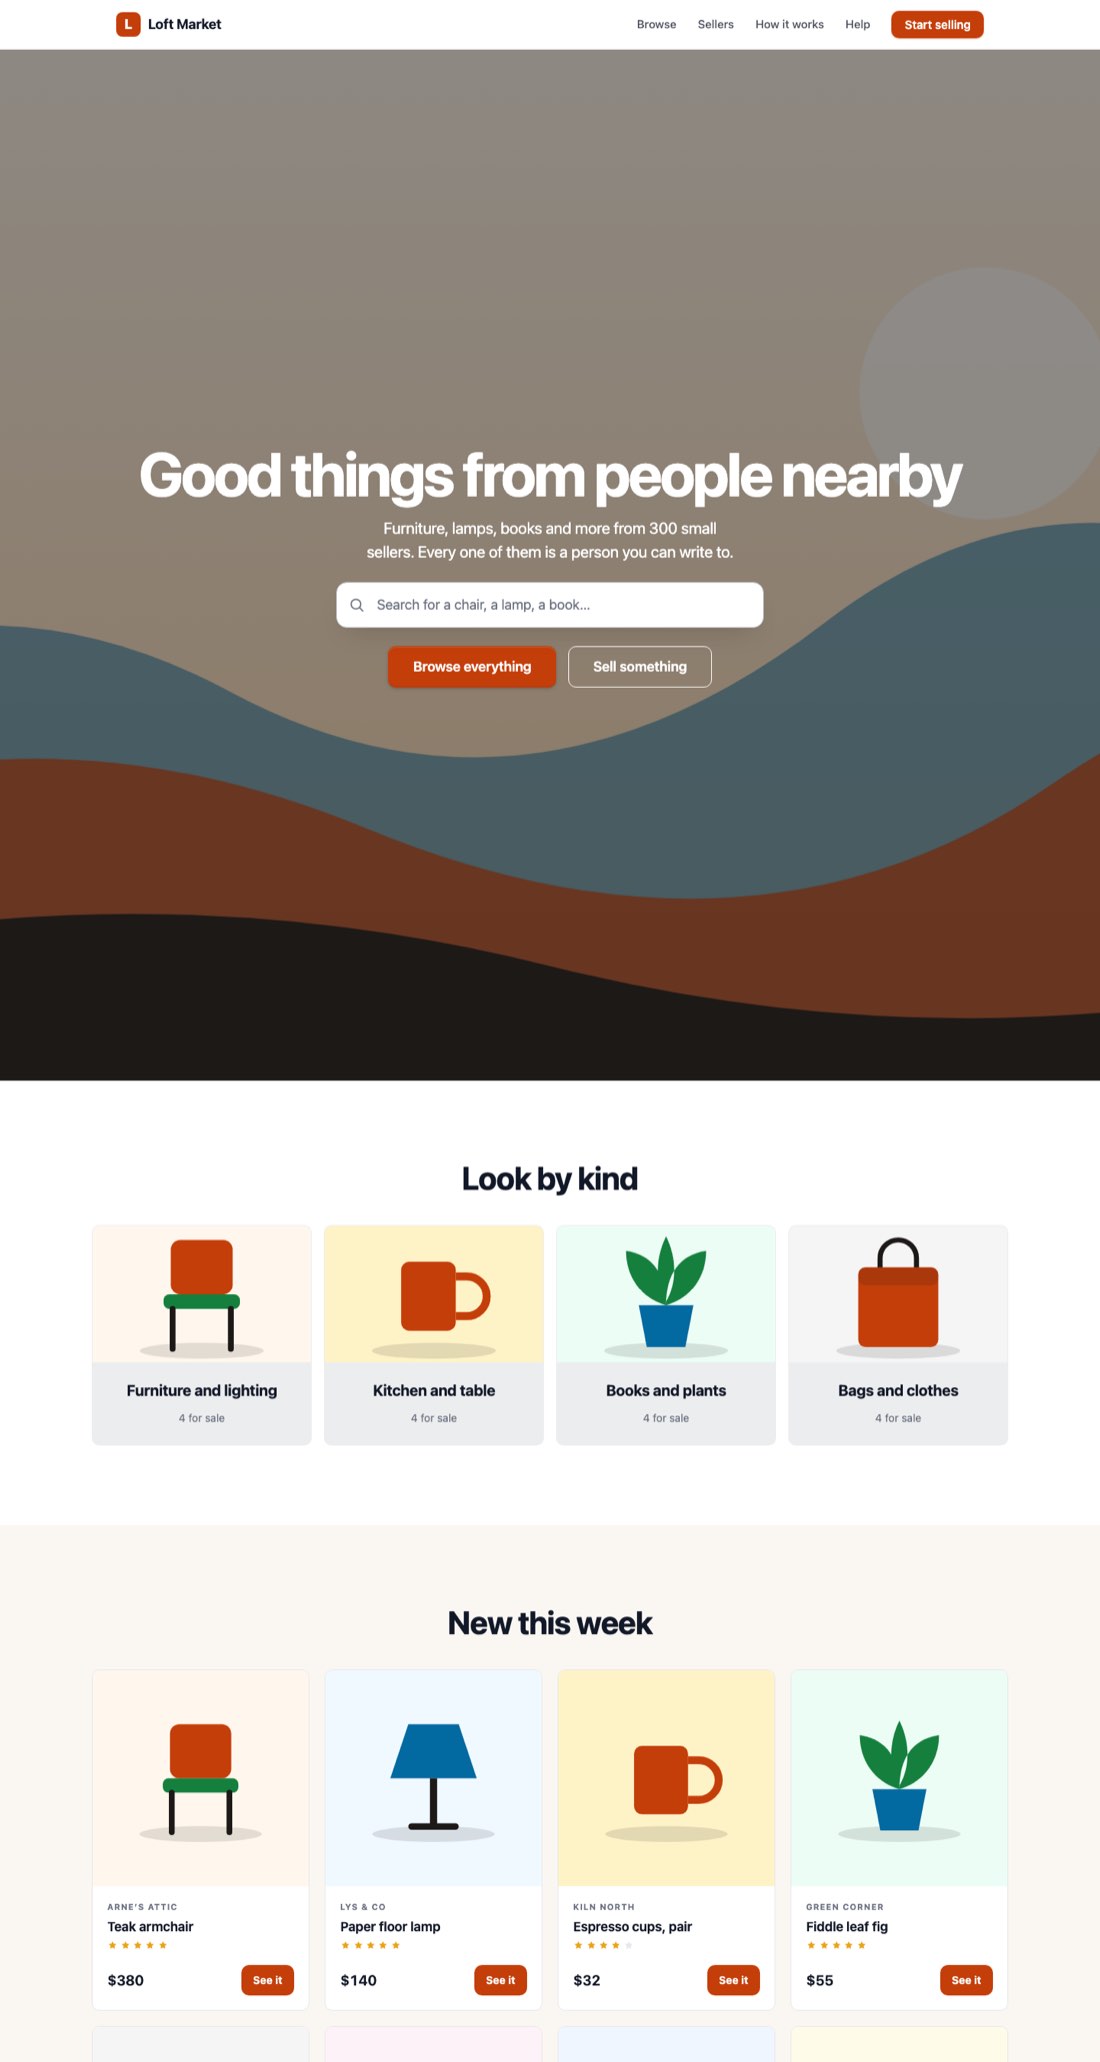 L Loft Market
Browse Sellers How it works Help Start selling
Good things from people nearby
Furniture, lamps, books and more from 300 small
sellers. Every one of them is a person you can write to.
Search for a chair, a lamp, a book...
Browse everything Sell something
Look by kind
Furniture and lighting
4 for sale
Kitchen and table
4 for sale
Books and plants
4 for sale
Bags and clothes
4 for sale
New this week
ARNE'S ATTIC
Teak armchair
$380 See it
LYS & CO
Paper floor lamp
$140 See it
KILN NORTH
Espresso cups, pair
$32 See it
GREEN CORNER
Fiddle leaf fig
$55 See it